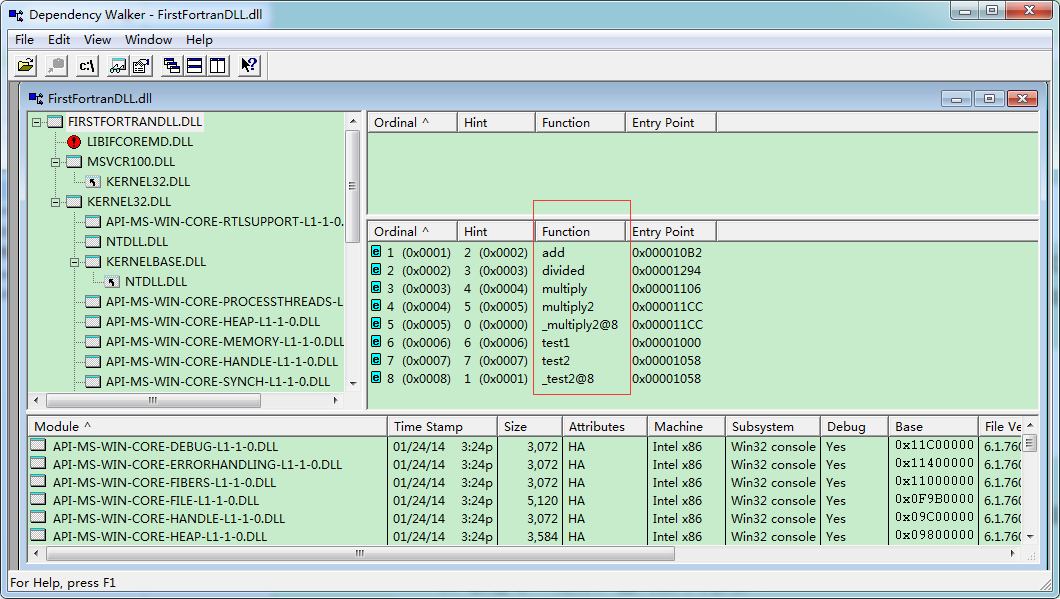 Dependency Walker - FirstFortranDLL.dll
File Edit View Window Help
c:\
FirstFortranDLL.dll
FIRSTFORTRANDLL.DLL
LIBIFCOREMD.DLL
MSVCR100.DLL
KERNEL32.DLL
KERNEL32.DLL
API-MS-WIN-CORE-RTLSUPPORT-L1-1-0.
NTDLL.DLL
KERNELBASE.DLL
NTDLL.DLL
API-MS-WIN-CORE-PROCESSTHREADS-L
API-MS-WIN-CORE-HEAP-L1-1-0.DLL
API-MS-WIN-CORE-MEMORY-L1-1-0.DLL
API-MS-WIN-CORE-HANDLE-L1-1-0.DLL
API-MS-WIN-CORE-SYNCH-L1-1-0.DLL
Ordinal ^ Hint Function Entry Point
Ordinal ^ Hint Function Entry Point
1 (0x0001) 2 (0x0002) add 0x000010B2
2 (0x0002) 3 (0x0003) divided 0x00001294
3 (0x0003) 4 (0x0004) multiply 0x00001106
4 (0x0004) 5 (0x0005) multiply2 0x000011CC
5 (0x0005) 0 (0x0000) _multiply2@8 0x000011CC
6 (0x0006) 6 (0x0006) test1 0x00001000
7 (0x0007) 7 (0x0007) test2 0x00001058
8 (0x0008) 1 (0x0001) _test2@8 0x00001058
Module ^ Time Stamp Size Attributes Machine Subsystem Debug Base File Ve
API-MS-WIN-CORE-DEBUG-L1-1-0.DLL 01/24/14 3:24p 3,072 HA Intel x86 Win32 console Yes 0x11C00000 6.1.760
API-MS-WIN-CORE-ERRORHANDLING-L1-1-0.DLL 01/24/14 3:24p 3,072 HA Intel x86 Win32 console Yes 0x11400000 6.1.760
API-MS-WIN-CORE-FIBERS-L1-1-0.DLL 01/24/14 3:24p 3,072 HA Intel x86 Win32 console Yes 0x11000000 6.1.760
API-MS-WIN-CORE-FILE-L1-1-0.DLL 01/24/14 3:24p 5,120 HA Intel x86 Win32 console Yes 0x0F9B0000 6.1.760
API-MS-WIN-CORE-HANDLE-L1-1-0.DLL 01/24/14 3:24p 3,072 HA Intel x86 Win32 console Yes 0x09C00000 6.1.760
API-MS-WIN-CORE-HEAP-L1-1-0.DLL 01/24/14 3:24p 3,584 HA Intel x86 Win32 console Yes 0x09800000 6.1.760
For Help, press F1